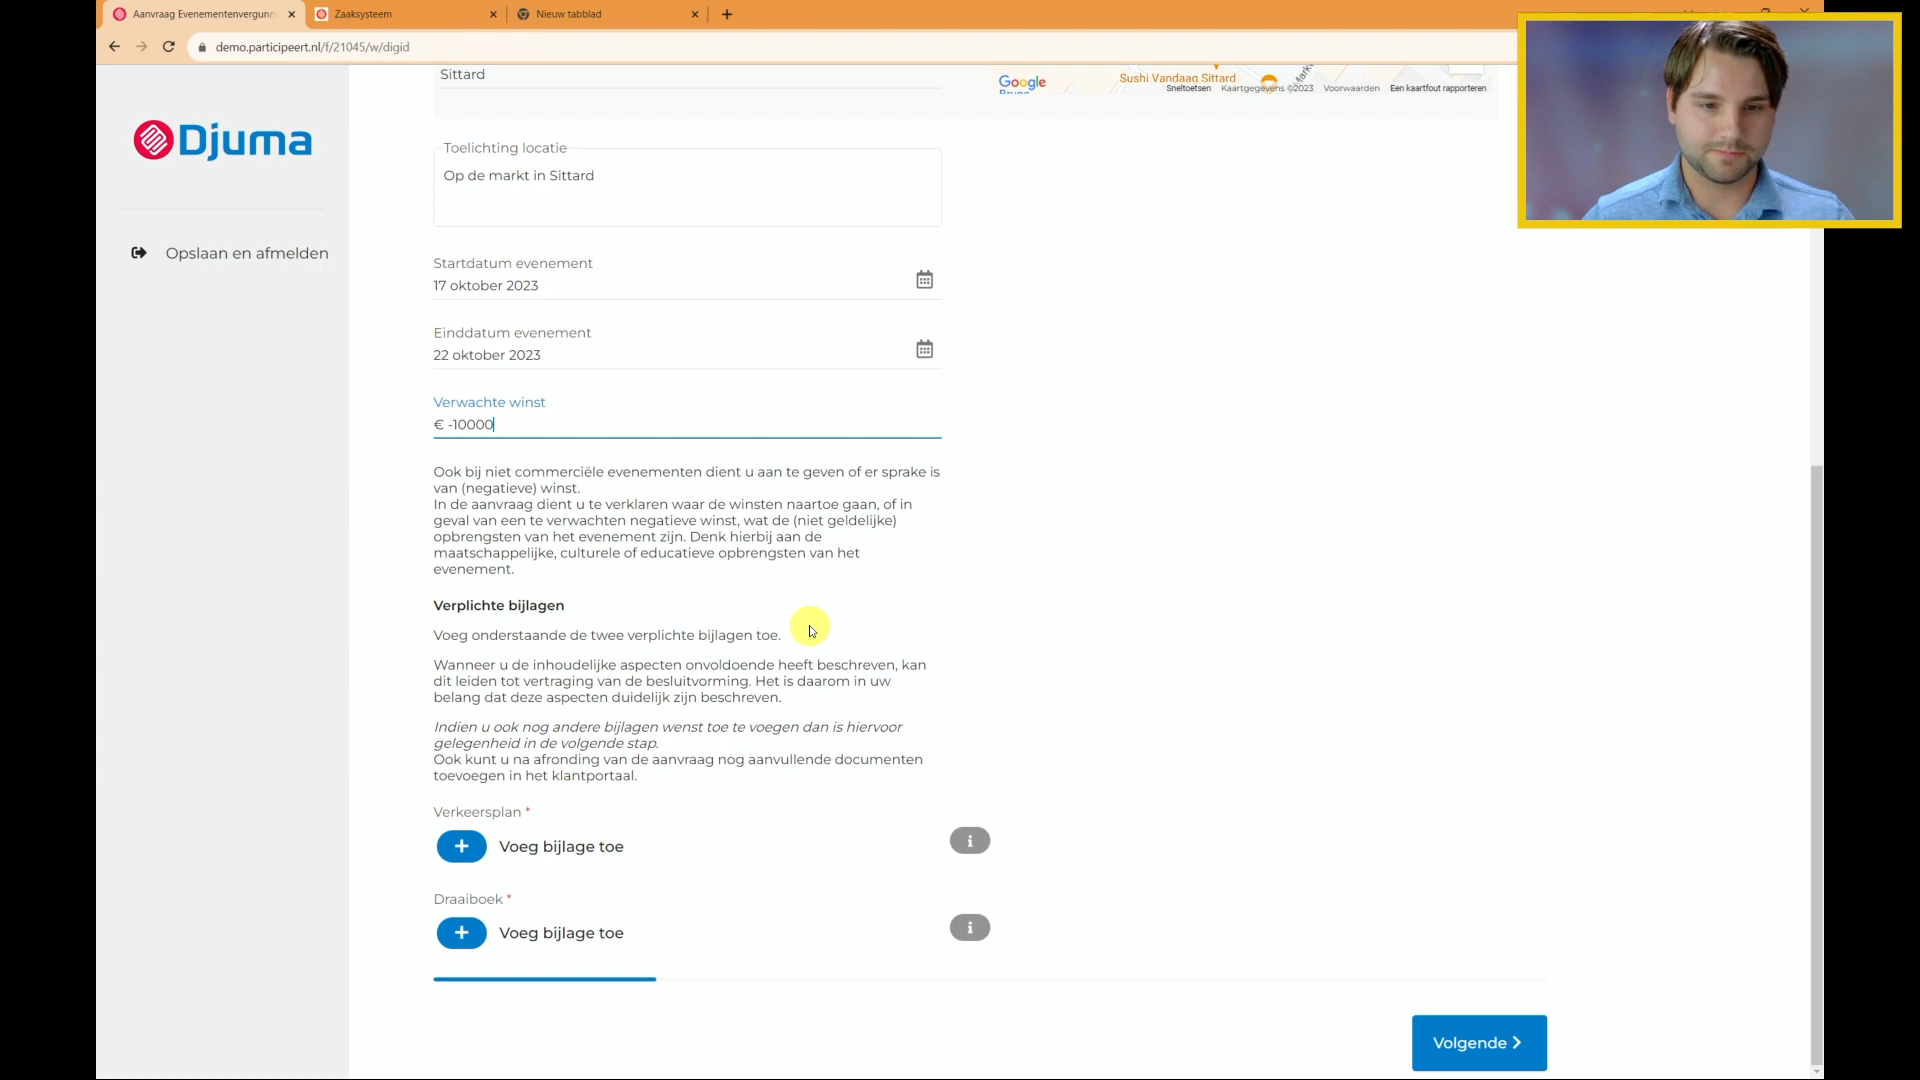 Aanvraag Evenementenvergunn
Zaaksysteem
Nieuw tabblad
demo.participeert.nl/f/21045/w/digid
Djuma
Opslaan en afmelden
Sittard
Google
Sushi Vandaag Sittard
Sneltoetsen
Kaartgegevens ©2023
Voorwaarden
Een kaartfout rapporteren
Toelichting locatie
Op de markt in Sittard
Startdatum evenement
17 oktober 2023
Einddatum evenement
22 oktober 2023
Verwachte winst
€ -10000
Ook bij niet commerciële evenementen dient u aan te geven of er sprake is
van (negatieve) winst.
In de aanvraag dient u te verklaren waar de winsten naartoe gaan, of in
geval van een te verwachten negatieve winst, wat de (niet geldelijke)
opbrengsten van het evenement zijn. Denk hierbij aan de
maatschappelijke, culturele of educatieve opbrengsten van het
evenement.
Verplichte bijlagen
Voeg onderstaande de twee verplichte bijlagen toe.
Wanneer u de inhoudelijke aspecten onvoldoende heeft beschreven, kan
dit leiden tot vertraging van de besluitvorming. Het is daarom in uw
belang dat deze aspecten duidelijk zijn beschreven.
Indien u ook nog andere bijlagen wenst toe te voegen dan is hiervoor
gelegenheid in de volgende stap.
Ook kunt u na afronding van de aanvraag nog aanvullende documenten
toevoegen in het klantportaal.
Verkeersplan *
Voeg bijlage toe
Draaiboek *
Voeg bijlage toe
Volgende